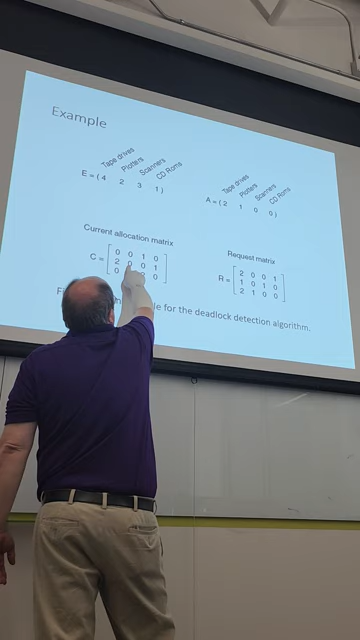 Example
Tape drives
Plotters
Scanners
CD Roms
E = (4 2 3 1)
Tape drives
Plotters
Scanners
CD Roms
A = (2 1 0 0)
Current allocation matrix
C = [0 0 1 0
2 0 0 1
0 2 0]
Request matrix
R = [2 0 0 1
1 0 1 0
2 1 0 0]
for the deadlock detection algorithm.